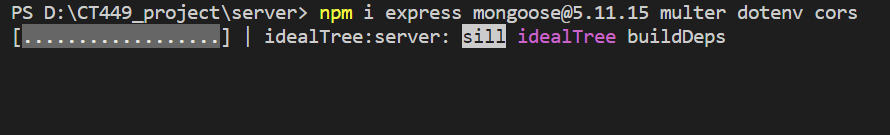 PS D:\CT449_project\server> npm i express mongoose@5.11.15 multer dotenv cors
[..................] | idealTree:server: sill idealTree buildDeps